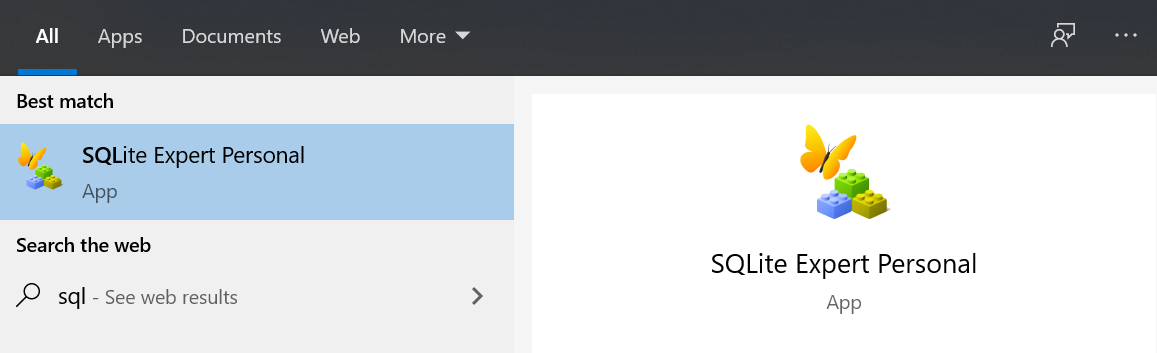 All Apps Documents Web More
Best match
SQLite Expert Personal
App
Search the web
sql - See web results
SQLite Expert Personal
App